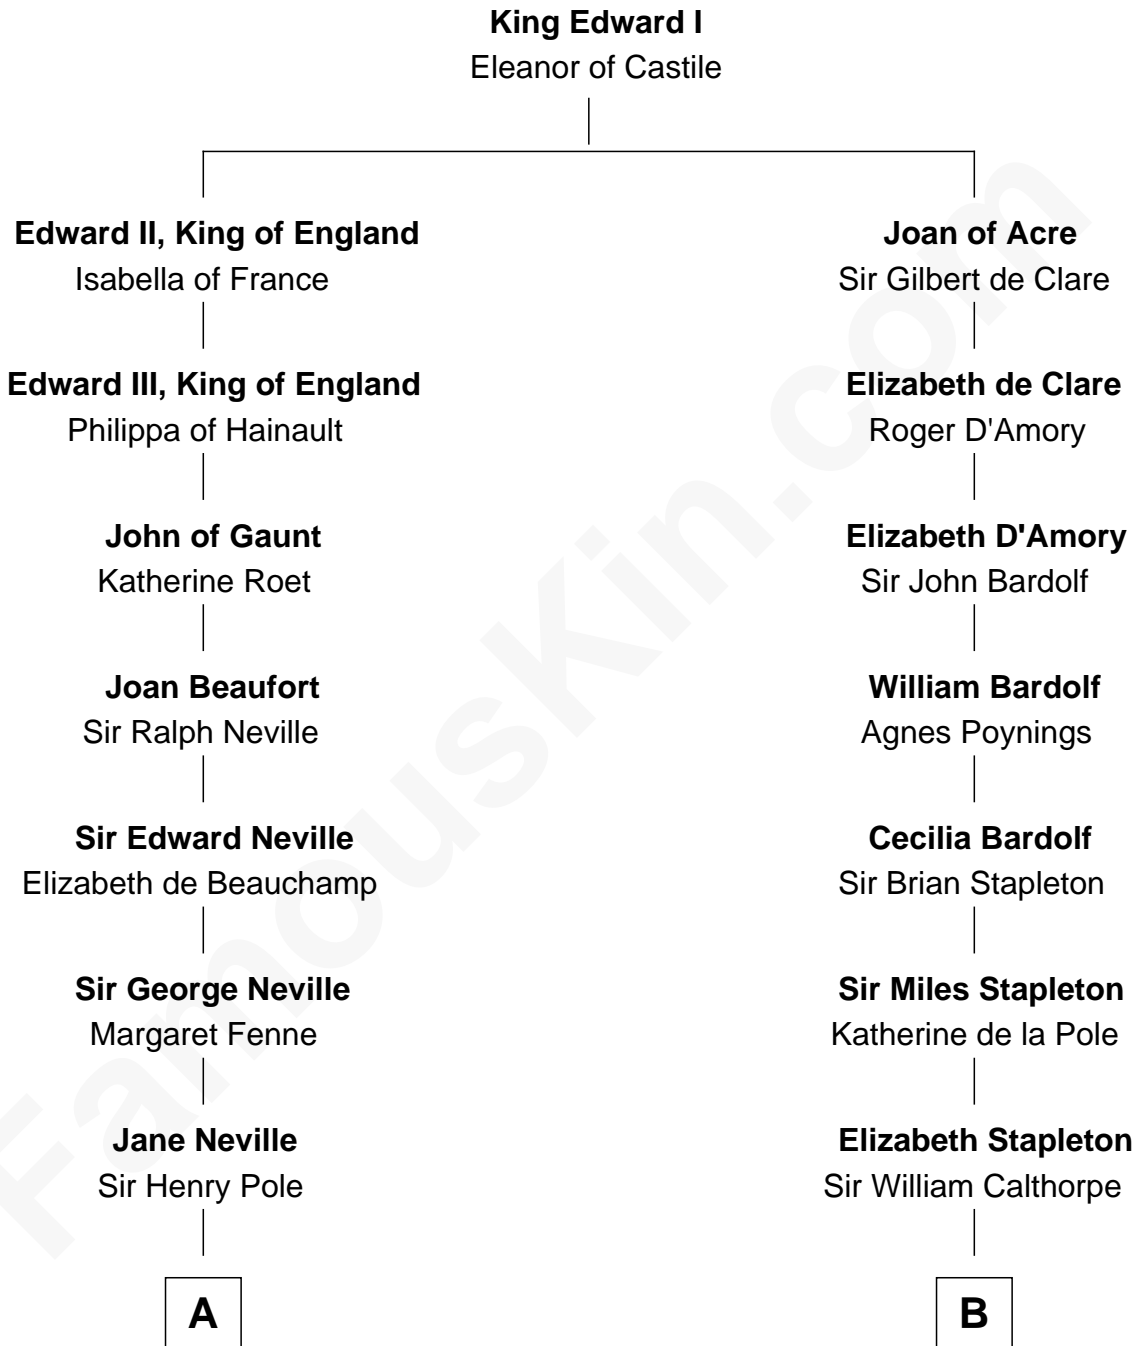 King Edward I
Eleanor of Castile
Edward II, King of England
Isabella of France
Joan of Acre
Sir Gilbert de Clare
Edward III, King of England
Philippa of Hainault
Elizabeth de Clare
Roger D'Amory
John of Gaunt
Katherine Roet
Elizabeth D'Amory
Sir John Bardolf
Joan Beaufort
Sir Ralph Neville
William Bardolf
Agnes Poynings
Sir Edward Neville
Elizabeth de Beauchamp
Cecilia Bardolf
Sir Brian Stapleton
Sir George Neville
Margaret Fenne
Sir Miles Stapleton
Katherine de la Pole
Jane Neville
Sir Henry Pole
Elizabeth Stapleton
Sir William Calthorpe
A
B
FamousKin.com